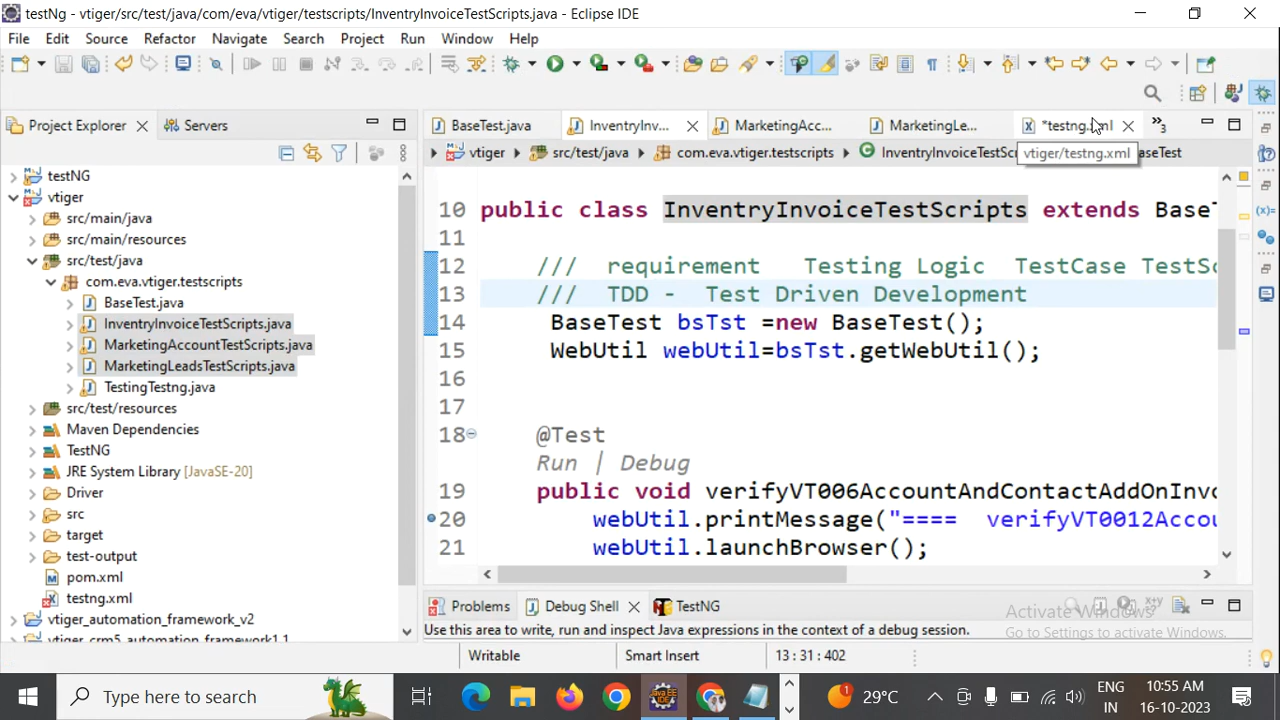 testNg - vtiger/src/test/java/com/eva/vtiger/testscripts/InventryInvoiceTestScripts.java - Eclipse IDE
File Edit Source Refactor Navigate Search Project Run Window Help
Project Explorer Servers
BaseTest.java InventryInv... MarketingAcc... MarketingLe... *testng.xml 3
vtiger src/test/java com.eva.vtiger.testscripts InventryInvoiceTestScr aseTest
vtiger/testng.xml
testNG
vtiger
src/main/java
src/main/resources
src/test/java
com.eva.vtiger.testscripts
BaseTest.java
InventryInvoiceTestScripts.java
MarketingAccountTestScripts.java
MarketingLeadsTestScripts.java
TestingTestng.java
src/test/resources
Maven Dependencies
TestNG
JRE System Library [JavaSE-20]
Driver
src
target
test-output
pom.xml
testng.xml
vtiger_automation_framework_v2
vtiger_crm5_automation_framework1.1
10 public class InventryInvoiceTestScripts extends BaseT
11
12 /// requirement Testing Logic TestCase TestSc
13 /// TDD - Test Driven Development
14 BaseTest bsTst =new BaseTest();
15 WebUtil webUtil=bsTst.getWebUtil();
16
17
18 @Test
Run | Debug
19 public void verifyVT006AccountAndContactAddOnInvo
20 webUtil.printMessage("==== verifyVT0012Accou
21 webUtil.launchBrowser();
Problems Debug Shell TestNG
Use this area to write, run and inspect Java expressions in the context of a debug session.
Activate Windows
Go to Settings to activate Windows.
Writable Smart Insert 13 : 31 : 402
Type here to search
1 29°C
ENG
IN
10:55 AM
16-10-2023